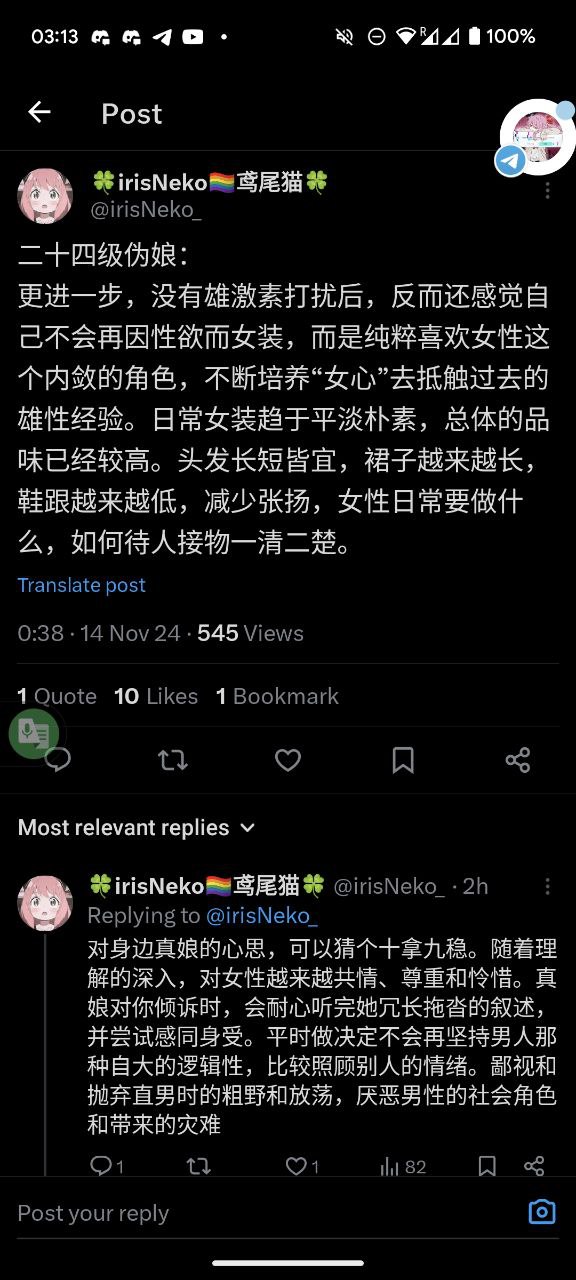 03:13
R
100%
Post
🍀irisNeko🏳️‍🌈鸢尾猫🍀
@irisNeko_
二十四级伪娘：
更进一步，没有雄激素打扰后，反而还感觉自
己不会再因性欲而女装，而是纯粹喜欢女性这
个内敛的角色，不断培养“女心”去抵触过去的
雄性经验。日常女装趋于平淡朴素，总体的品
味已经较高。头发长短皆宜，裙子越来越长，
鞋跟越来越低，减少张扬，女性日常要做什
么，如何待人接物一清二楚。
Translate post
0:38 · 14 Nov 24 · 545 Views
1 Quote 10 Likes 1 Bookmark
Most relevant replies
🍀irisNeko🏳️‍🌈鸢尾猫🍀 @irisNeko_ · 2h
Replying to @irisNeko_
对身边真娘的心思，可以猜个十拿九稳。随着理
解的深入，对女性越来越共情、尊重和怜惜。真
娘对你倾诉时，会耐心听完她冗长拖沓的叙述，
并尝试感同身受。平时做决定不会再坚持男人那
种自大的逻辑性，比较照顾别人的情绪。鄙视和
抛弃直男时的粗野和放荡，厌恶男性的社会角色
和带来的灾难
1 1 82
Post your reply